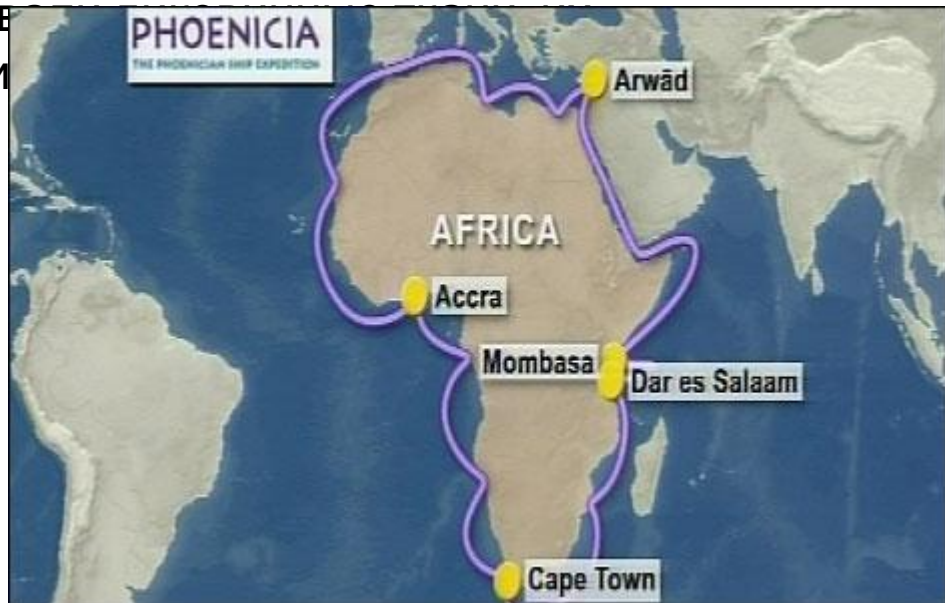 PHOENICIA
THE PHOENICIAN SHIP EXPEDITION
Arwād
AFRICA
Accra
Mombasa
Dar es Salaam
Cape Town